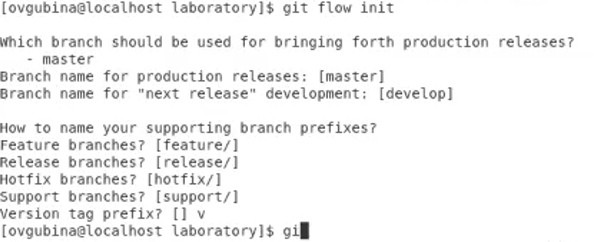 [ovgubina@localhost laboratory]$ git flow init
Which branch should be used for bringing forth production releases?
- master
Branch name for production releases: [master]
Branch name for "next release" development: [develop]
How to name your supporting branch prefixes?
Feature branches? [feature/]
Release branches? [release/]
Hotfix branches? [hotfix/]
Support branches? [support/]
Version tag prefix? [] v
[ovgubina@localhost laboratory]$ gi